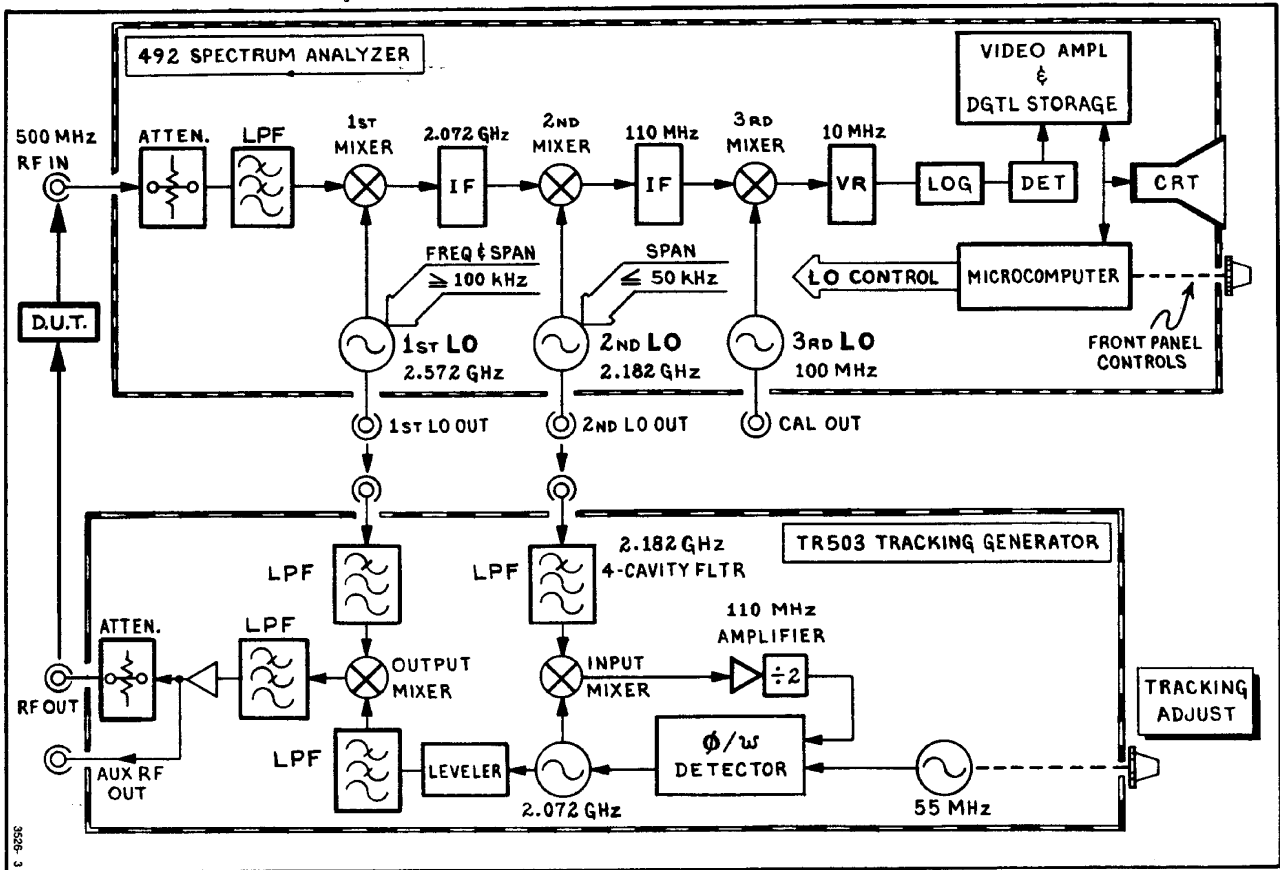 492 SPECTRUM ANALYZER
VIDEO AMPL
&
DGTL STORAGE
500 MHz
RF IN
ATTEN.
LPF
1ST
MIXER
2.072 GHz
IF
2ND
MIXER
110 MHz
IF
3RD
MIXER
10 MHz
VR
LOG
DET
CRT
FREQ & SPAN
≥ 100 kHz
SPAN
≤ 50 kHz
LO CONTROL
MICROCOMPUTER
D.U.T.
1ST LO
2.572 GHz
2ND LO
2.182 GHz
3RD LO
100 MHz
FRONT PANEL
CONTROLS
1ST LO OUT
2ND LO OUT
CAL OUT
TR503 TRACKING GENERATOR
LPF
LPF
2.182 GHz
4-CAVITY FLTR
ATTEN.
LPF
110 MHz
AMPLIFIER
OUTPUT
MIXER
INPUT
MIXER
÷2
RF OUT
TRACKING
ADJUST
LPF
LEVELER
Φ/w
DETECTOR
AUX RF
OUT
2.072 GHz
55 MHz
3526-3